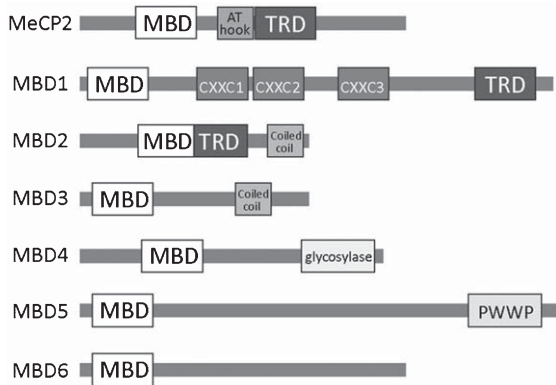 MeCP2 MBD AT hook TRD
MBD1 MBD CXXC1 CXXC2 CXXC3 TRD
MBD2 MBD TRD Coiled coil
MBD3 MBD Coiled coil
MBD4 MBD glycosylase
MBD5 MBD PWWP
MBD6 MBD